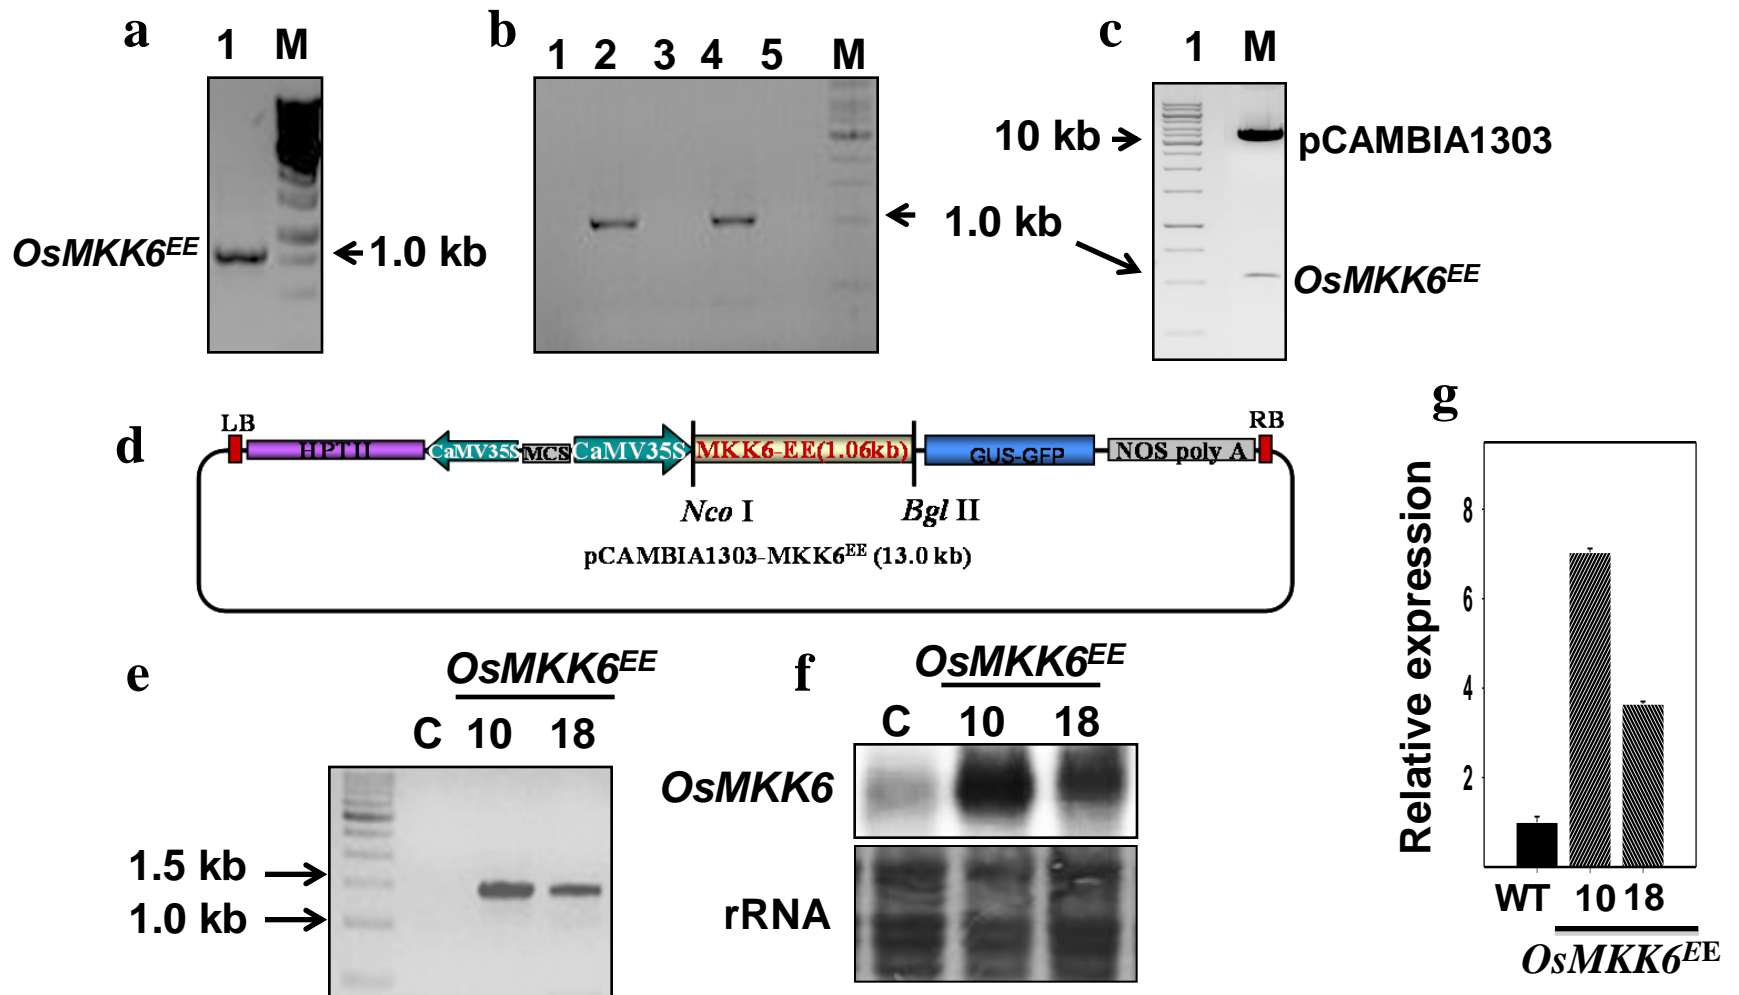 a
1 M
OsMKK6EE
1.0 kb
b
1 2 3 4 5 M
1.0 kb
c
1 M
10 kb
pCAMBIA1303
OsMKK6EE
d
LB
HPTII
CaMV35S
MCS
CaMV35S
MKK6-EE(1.06kb)
GUS-GFP
NOS poly A
RB
Nco I
Bgl II
pCAMBIA1303-MKK6EE (13.0 kb)
e
OsMKK6EE
C 10 18
1.5 kb
1.0 kb
f
OsMKK6EE
C 10 18
OsMKK6
rRNA
g
Relative expression
8
6
4
2
WT 10 18
OsMKK6EE